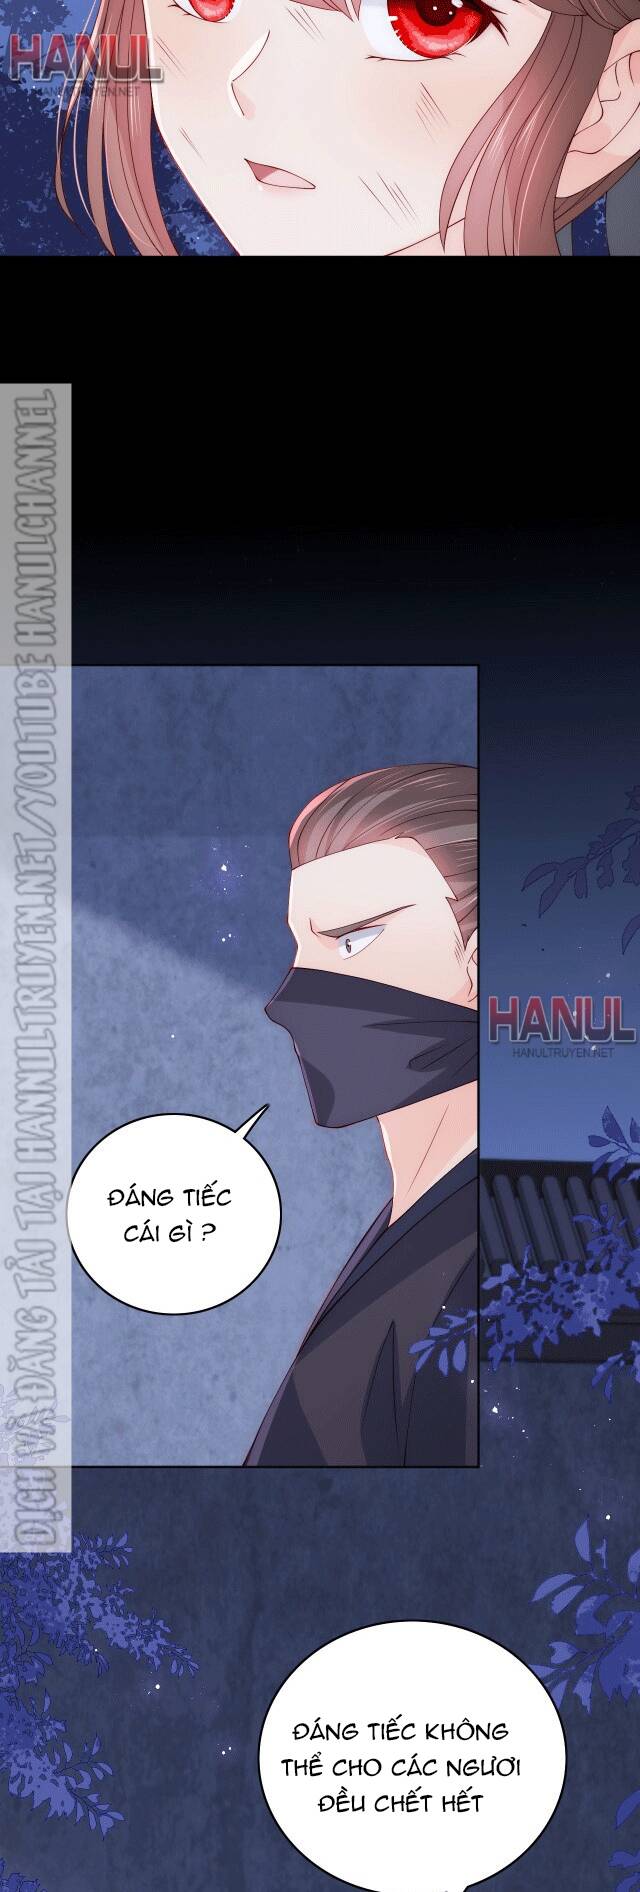 HANUL
HANULTRUYEN.NET
DỊCH VÀ ĐĂNG TẢI TẠI HANNULTRUYEN.NET/YOUTUBE HANULCHANNEL
HANUL
HANULTRUYEN.NET
ĐÁNG TIẾC
CÁI GÌ ?
ĐÁNG TIẾC KHÔNG
THỂ CHO CÁC NGƯƠI
ĐỀU CHẾT HẾT